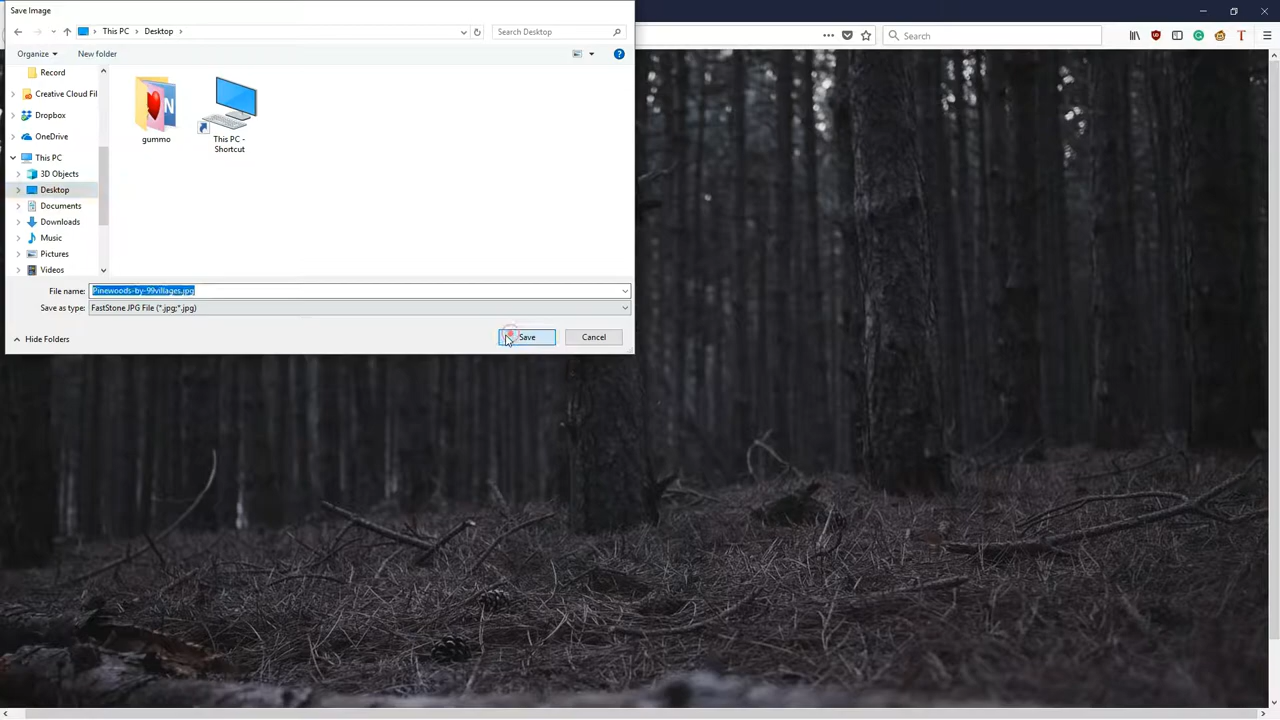 Save Image
This PC Desktop
Search Desktop
Search
Organize
New folder
Record
Creative Cloud Fil
Dropbox
OneDrive
This PC
3D Objects
Desktop
Documents
Downloads
Music
Pictures
Videos
gummo
This PC -
Shortcut
File name: Pinewoods-by-99villages.jpg
Save as type: FastStone JPG File (*.jpg;*.jpg)
Hide Folders
Save
Cancel